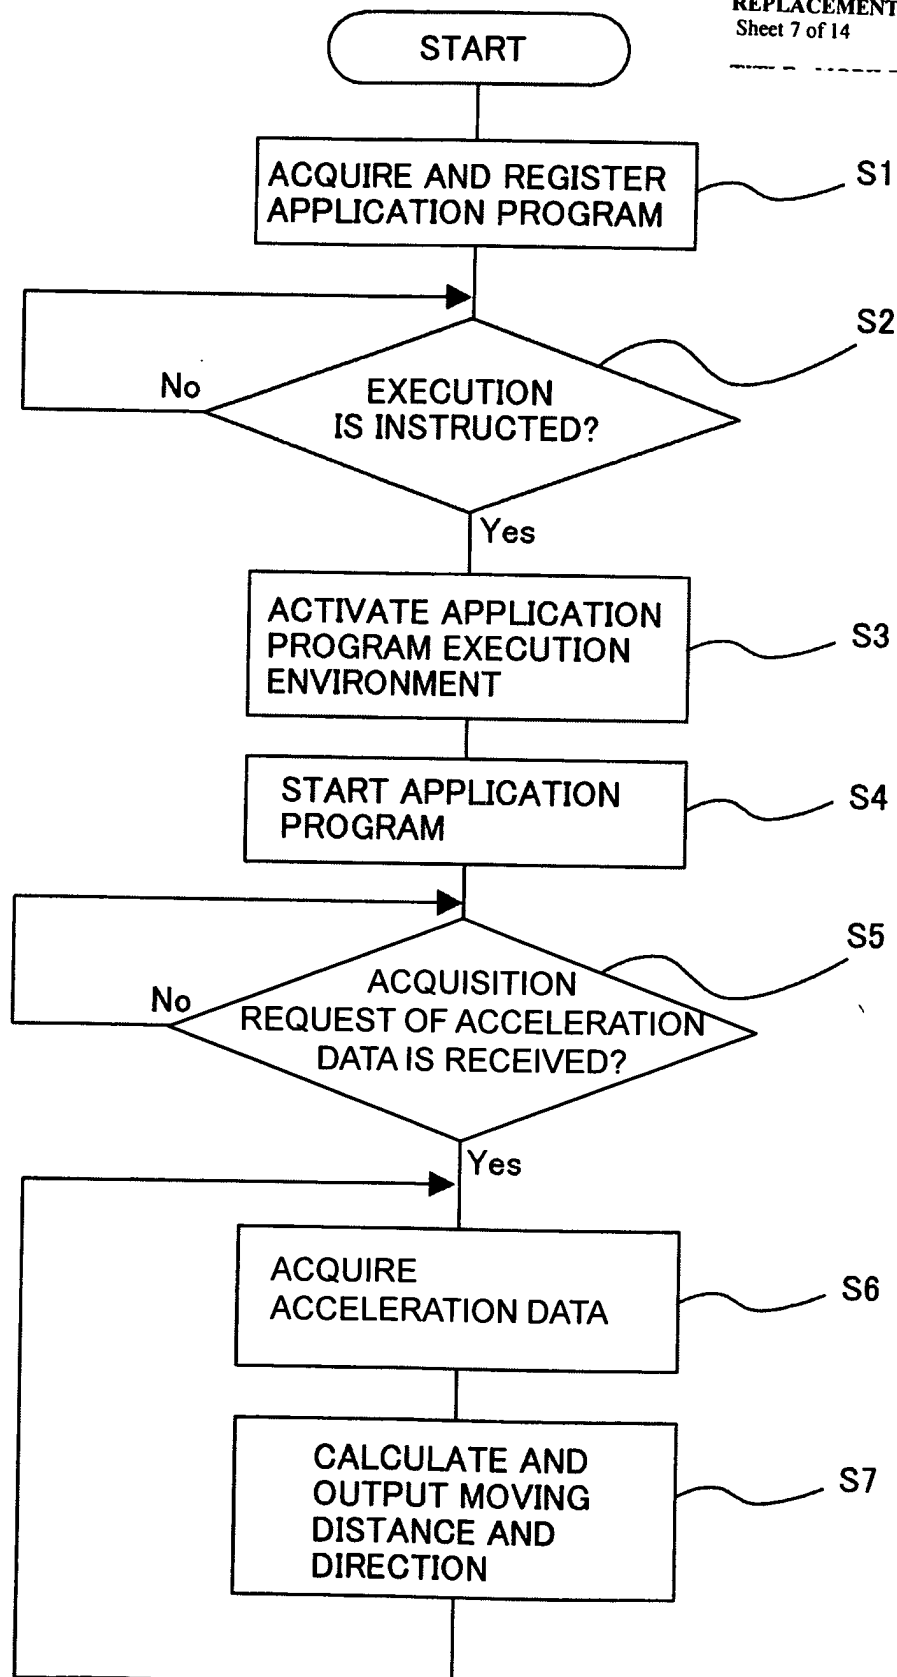 REPLACEMENT
Sheet 7 of 14
START
ACQUIRE AND REGISTER
APPLICATION PROGRAM
S1
S2
No
EXECUTION
IS INSTRUCTED?
Yes
ACTIVATE APPLICATION
PROGRAM EXECUTION
ENVIRONMENT
S3
START APPLICATION
PROGRAM
S4
S5
No
ACQUISITION
REQUEST OF ACCELERATION
DATA IS RECEIVED?
Yes
ACQUIRE
ACCELERATION DATA
S6
CALCULATE AND
OUTPUT MOVING
DISTANCE AND
DIRECTION
S7